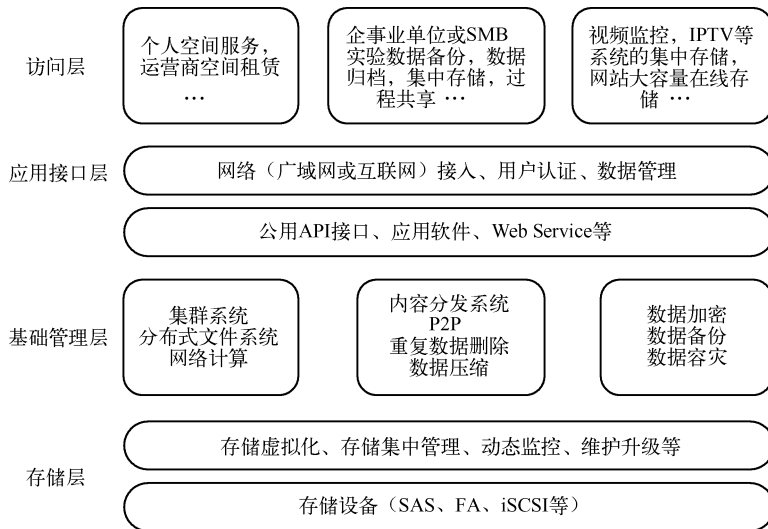 访问层
个人空间服务，
运营商空间租赁
…
企事业单位或SMB
实验数据备份，数据
归档，集中存储，过
程共享 …
视频监控，IPTV等
系统的集中存储，
网站大容量在线存
储 …
应用接口层
网络（广域网或互联网）接入、用户认证、数据管理
公用API接口、应用软件、Web Service等
基础管理层
集群系统
分布式文件系统
网络计算
内容分发系统
P2P
重复数据删除
数据压缩
数据加密
数据备份
数据容灾
存储层
存储虚拟化、存储集中管理、动态监控、维护升级等
存储设备（SAS、FA、iSCSI等）